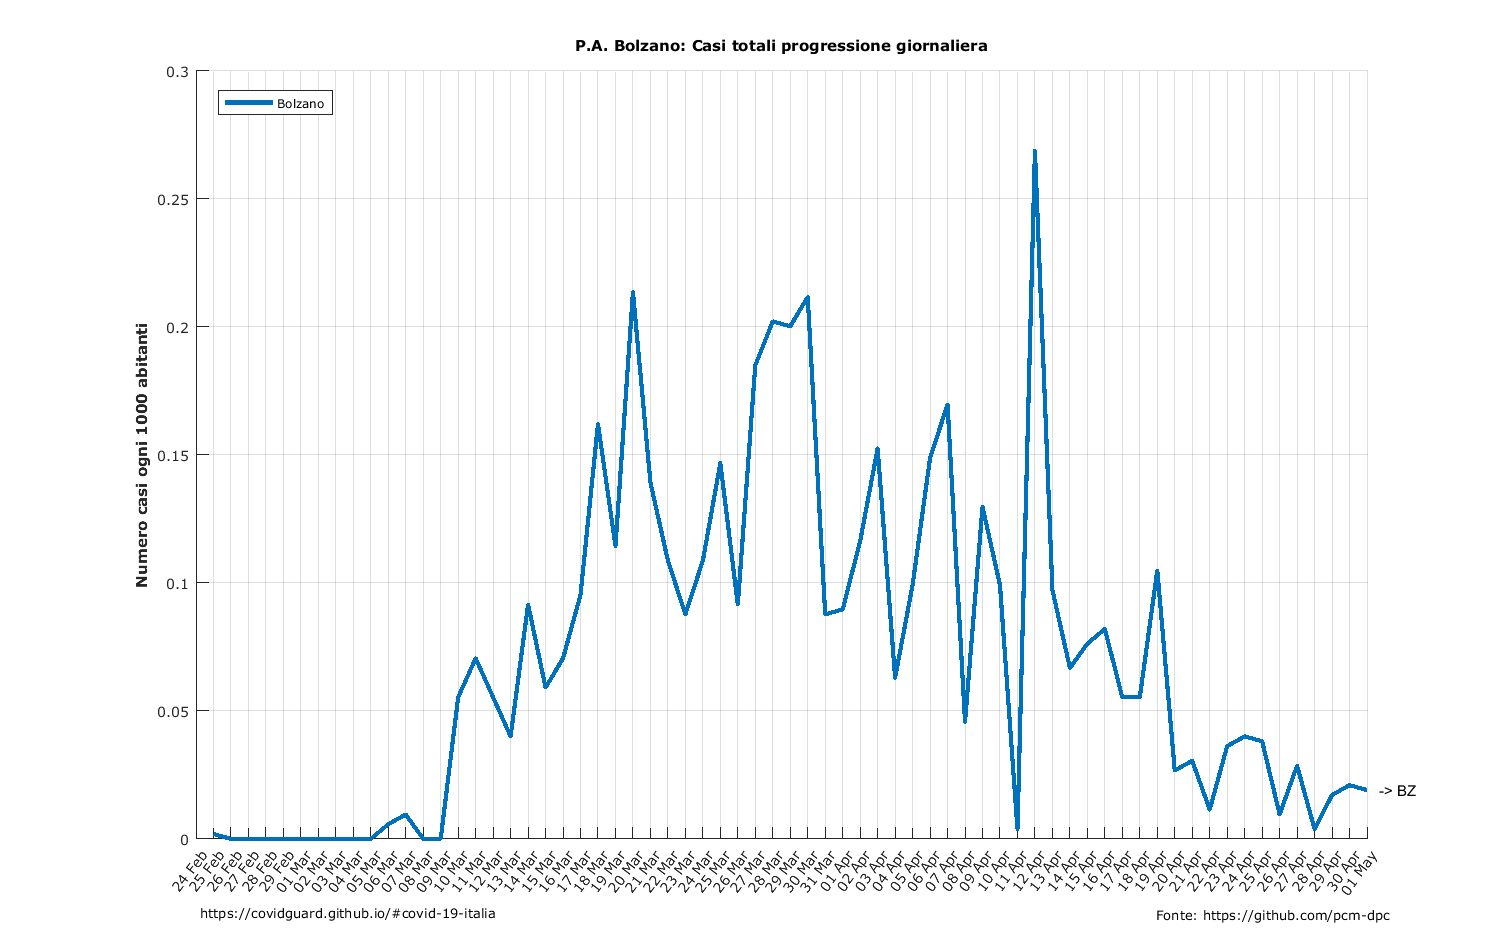 P.A. Bolzano: Casi totali progressione giornaliera
0.3
0.25
0.2
0.15
0.1
0.05
0
Bolzano
Numero casi ogni 1000 abitanti
-> BZ
24 Feb
25 Feb
26 Feb
27 Feb
28 Feb
29 Feb
01 Mar
02 Mar
03 Mar
04 Mar
05 Mar
06 Mar
07 Mar
08 Mar
09 Mar
10 Mar
11 Mar
12 Mar
13 Mar
14 Mar
15 Mar
16 Mar
17 Mar
18 Mar
19 Mar
20 Mar
21 Mar
22 Mar
23 Mar
24 Mar
25 Mar
26 Mar
27 Mar
28 Mar
29 Mar
30 Mar
31 Mar
01 Apr
02 Apr
03 Apr
04 Apr
05 Apr
06 Apr
07 Apr
08 Apr
09 Apr
10 Apr
11 Apr
12 Apr
13 Apr
14 Apr
15 Apr
16 Apr
17 Apr
18 Apr
19 Apr
20 Apr
21 Apr
22 Apr
23 Apr
24 Apr
25 Apr
26 Apr
27 Apr
28 Apr
29 Apr
30 Apr
01 May
https://covidguard.github.io/#covid-19-italia
Fonte: https://github.com/pcm-dpc